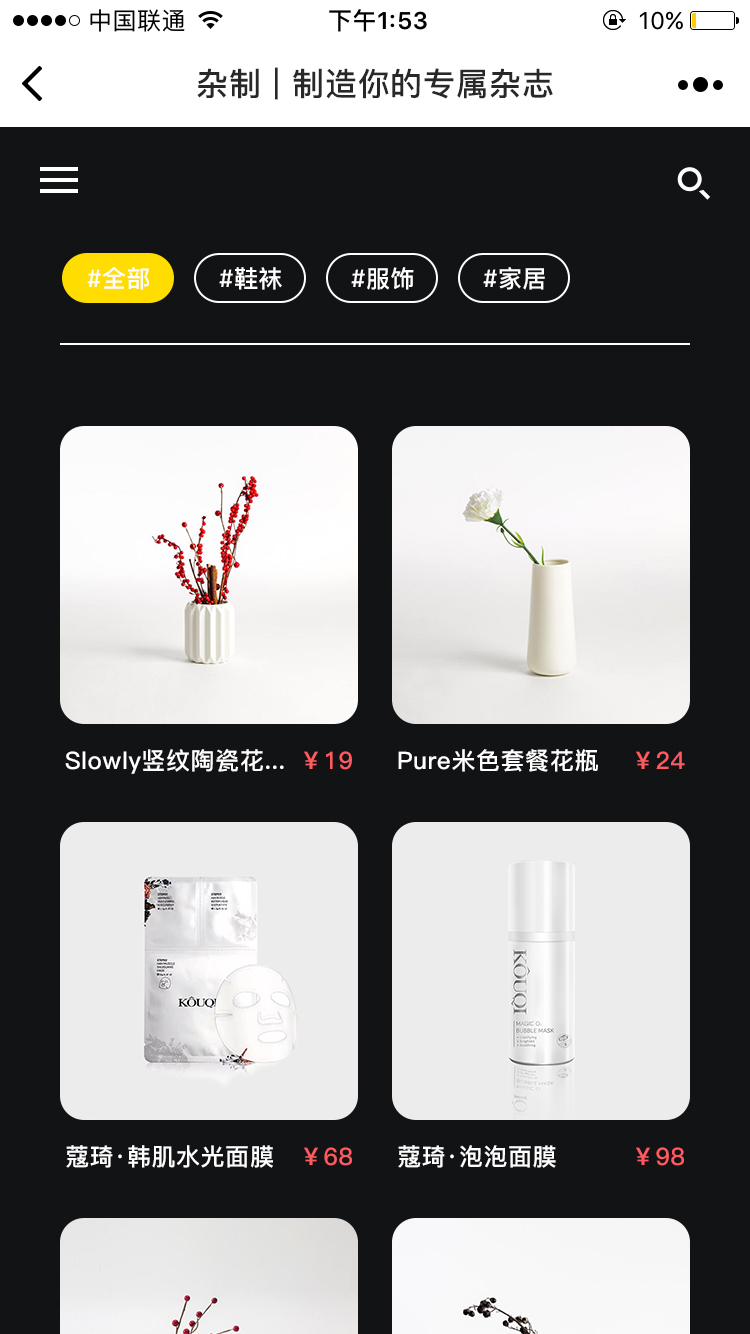 中国联通
下午1:53
10%
杂制 | 制造你的专属杂志
#全部
#鞋袜
#服饰
#家居
Slowly竖纹陶瓷花... ¥19
Pure米色套餐花瓶 ¥24
KÔUQI
KÔUQI
MAGIC O₂
BUBBLE MASK
蔻琦·韩肌水光面膜 ¥68
蔻琦·泡泡面膜 ¥98